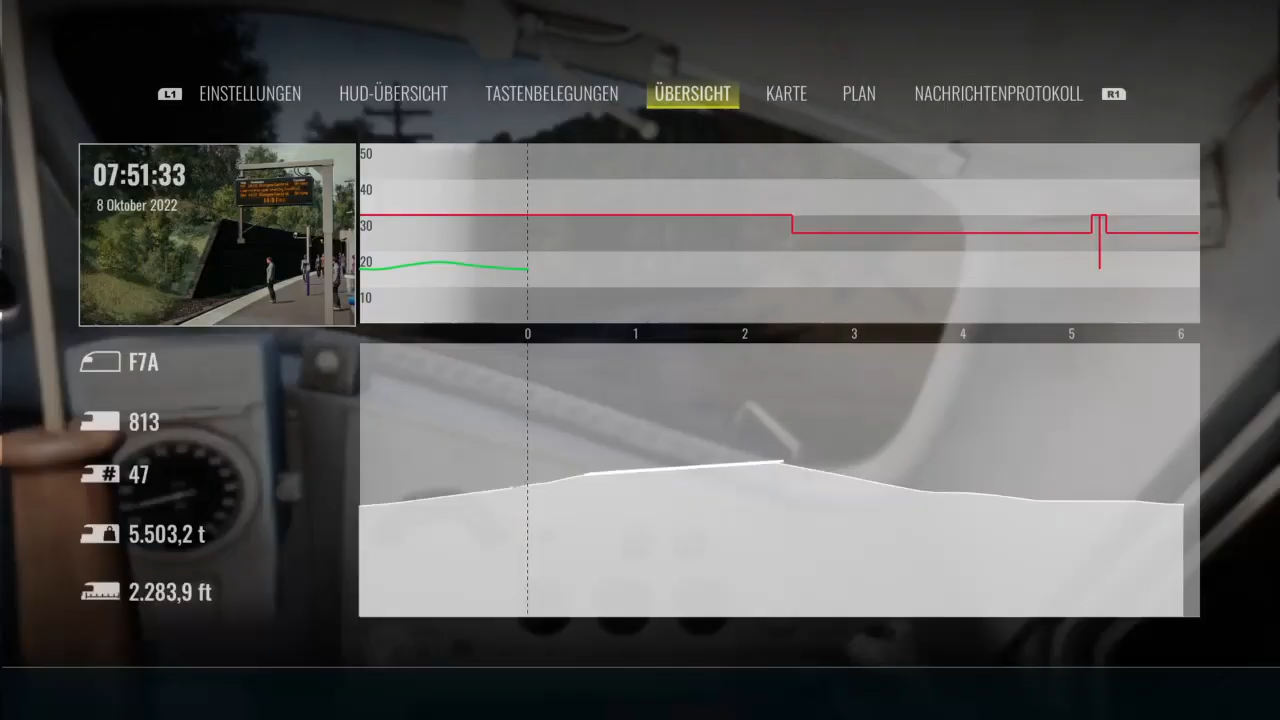 L1 EINSTELLUNGEN HUD-ÜBERSICHT TASTENBELEGUNGEN ÜBERSICHT KARTE PLAN NACHRICHTENPROTOKOLL R1
07:51:33
8 Oktober 2022
50
40
30
20
10
0 1 2 3 4 5 6
F7A
813
# 47
5.503,2 t
2.283,9 ft